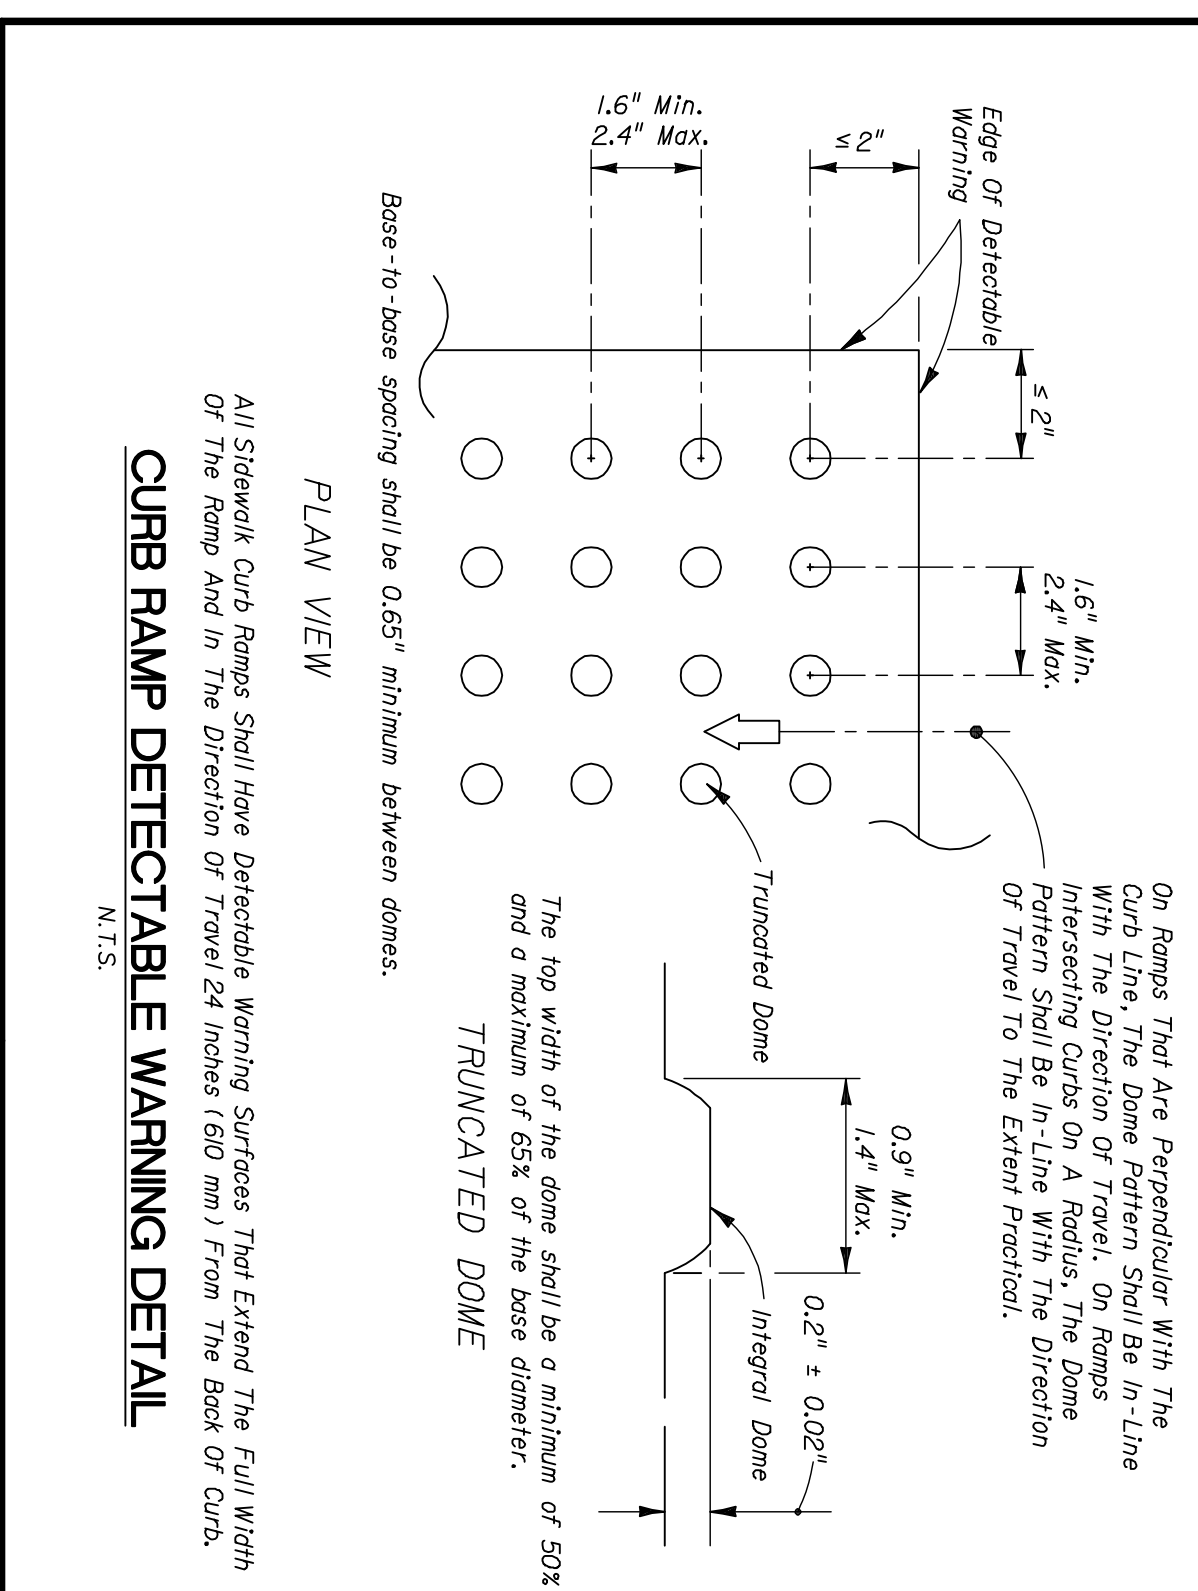 On Ramps That Are Perpendicular With The
Curb Line, The Dome Pattern Shall Be In-Line
With The Direction Of Travel. On Ramps
Intersecting Curbs On A Radius, The Dome
Pattern Shall Be In-Line With The Direction
Of Travel To The Extent Practical.
Edge Of Detectable
Warning
≤ 2"
1.6" Min.
2.4" Max.
≤ 2"
1.6" Min.
2.4" Max.
Truncated Dome
0.9" Min.
1.4" Max.
0.2" ± 0.02"
Integral Dome
Base-to-base spacing shall be 0.65" minimum between domes.
PLAN VIEW
The top width of the dome shall be a minimum of 50%
and a maximum of 65% of the base diameter.
TRUNCATED DOME
All Sidewalk Curb Ramps Shall Have Detectable Warning Surfaces That Extend The Full Width
Of The Ramp And In The Direction Of Travel 24 Inches (610 mm) From The Back Of Curb.
CURB RAMP DETECTABLE WARNING DETAIL
N.T.S.